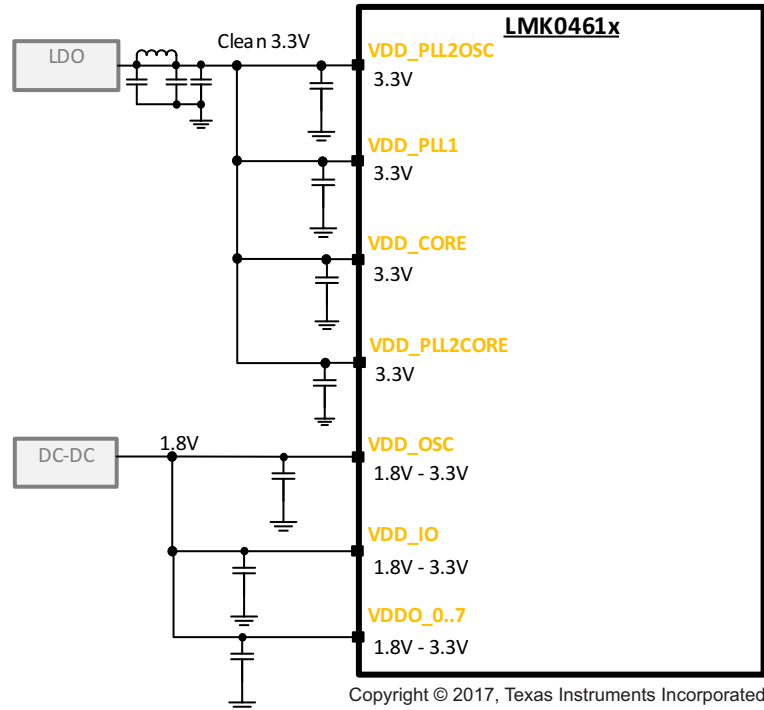 LMK0461x
LDO
Clean 3.3V
VDD_PLL2OSC
3.3V
VDD_PLL1
3.3V
VDD_CORE
3.3V
VDD_PLL2CORE
3.3V
DC-DC
1.8V
VDD_OSC
1.8V - 3.3V
VDD_IO
1.8V - 3.3V
VDDO_0..7
1.8V - 3.3V
Copyright © 2017, Texas Instruments Incorporated